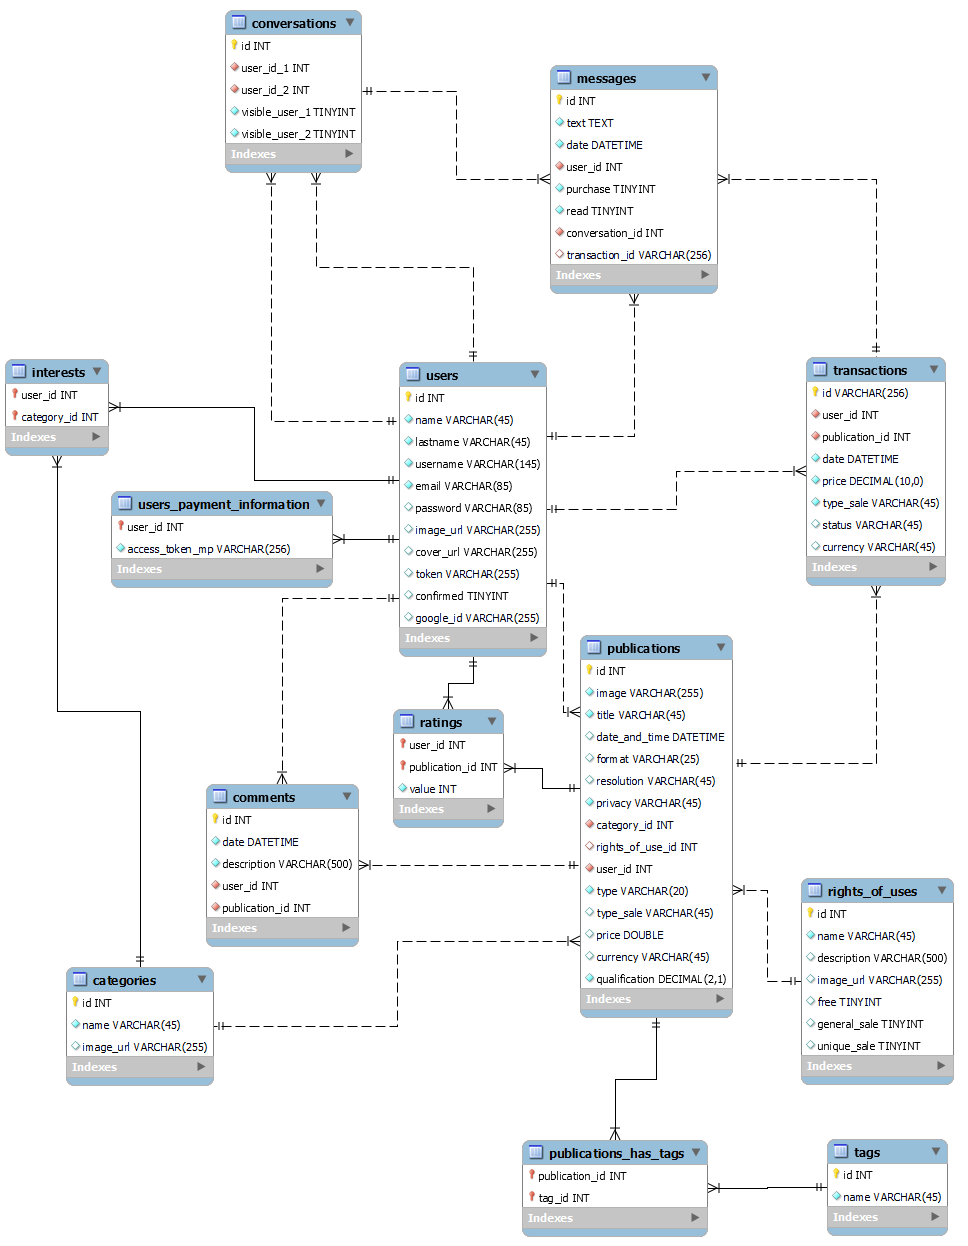 conversations
id INT
user_id_1 INT
user_id_2 INT
visible_user_1 TINYINT
visible_user_2 TINYINT
Indexes
messages
id INT
text TEXT
date DATETIME
user_id INT
purchase TINYINT
read TINYINT
conversation_id INT
transaction_id VARCHAR(256)
Indexes
interests
user_id INT
category_id INT
Indexes
users
id INT
name VARCHAR(45)
lastname VARCHAR(45)
username VARCHAR(145)
email VARCHAR(85)
password VARCHAR(85)
image_url VARCHAR(255)
cover_url VARCHAR(255)
token VARCHAR(255)
confirmed TINYINT
google_id VARCHAR(255)
Indexes
transactions
id VARCHAR(256)
user_id INT
publication_id INT
date DATETIME
price DECIMAL(10,0)
type_sale VARCHAR(45)
status VARCHAR(45)
currency VARCHAR(45)
Indexes
users_payment_information
user_id INT
access_token_mp VARCHAR(256)
Indexes
publications
id INT
image VARCHAR(255)
title VARCHAR(45)
date_and_time DATETIME
format VARCHAR(25)
resolution VARCHAR(45)
privacy VARCHAR(45)
category_id INT
rights_of_use_id INT
user_id INT
type VARCHAR(20)
type_sale VARCHAR(45)
price DOUBLE
currency VARCHAR(45)
qualification DECIMAL(2,1)
Indexes
ratings
user_id INT
publication_id INT
value INT
Indexes
comments
id INT
date DATETIME
description VARCHAR(500)
user_id INT
publication_id INT
Indexes
rights_of_uses
id INT
name VARCHAR(45)
description VARCHAR(500)
image_url VARCHAR(255)
free TINYINT
general_sale TINYINT
unique_sale TINYINT
Indexes
categories
id INT
name VARCHAR(45)
image_url VARCHAR(255)
Indexes
publications_has_tags
publication_id INT
tag_id INT
Indexes
tags
id INT
name VARCHAR(45)
Indexes